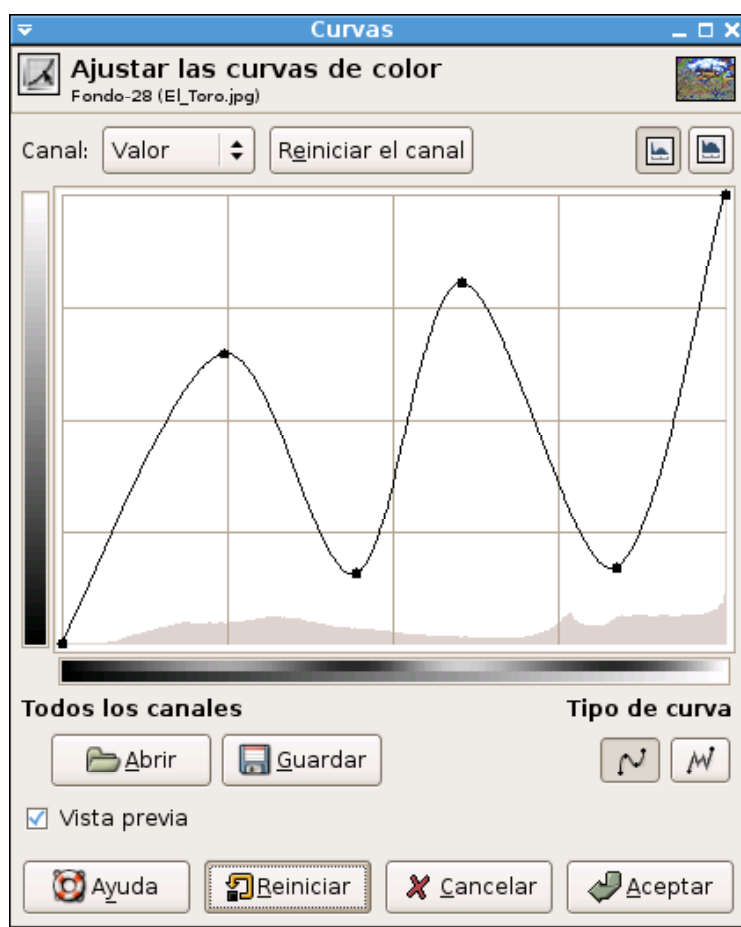 Curvas
Ajustar las curvas de color
Fondo-28 (El_Toro.jpg)
Canal: Valor Reiniciar el canal
Todos los canales Tipo de curva
Abrir Guardar
Vista previa
Ayuda Reiniciar Cancelar Aceptar